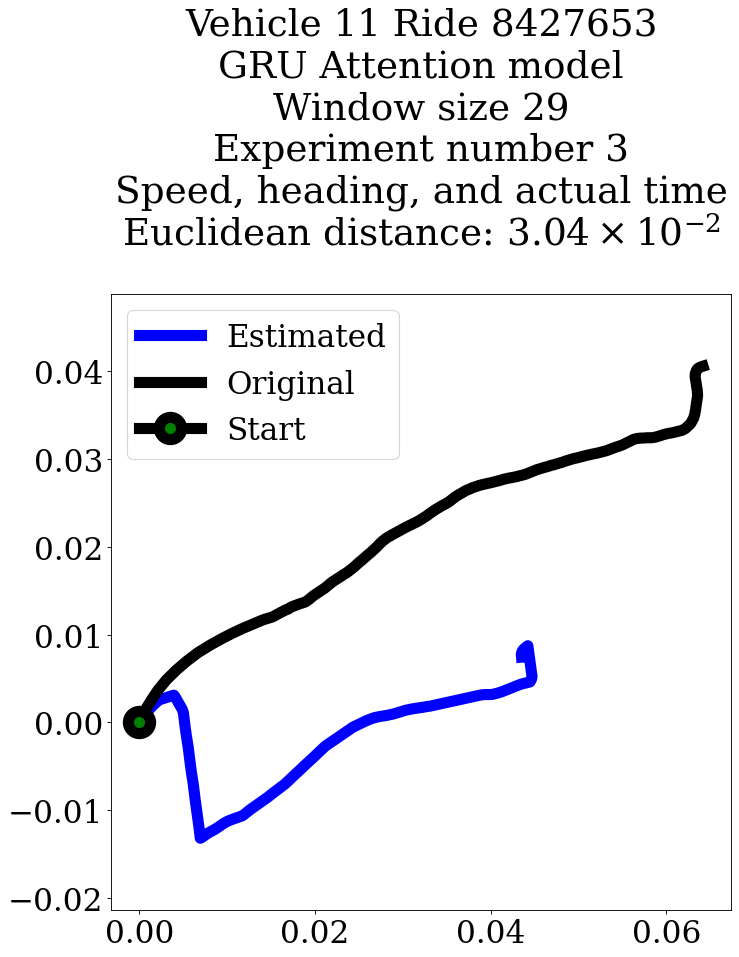 Vehicle 11 Ride 8427653
GRU Attention model
Window size 29
Experiment number 3
Speed, heading, and actual time
Euclidean distance: 3.04 × 10⁻²
Estimated
Original
Start
0.04
0.03
0.02
0.01
0.00
−0.01
−0.02
0.00 0.02 0.04 0.06